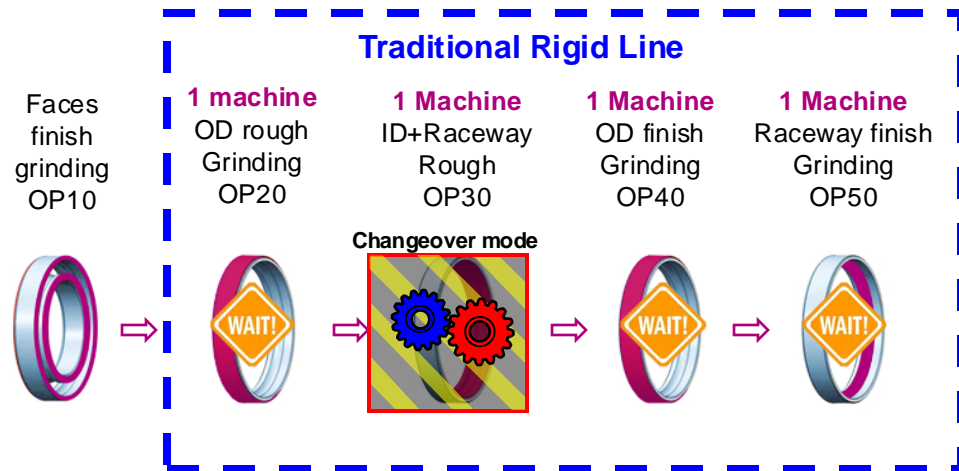 Traditional Rigid Line
Faces
finish
grinding
OP10
1 machine
OD rough
Grinding
OP20
1 Machine
ID+Raceway
Rough
OP30
1 Machine
OD finish
Grinding
OP40
1 Machine
Raceway finish
Grinding
OP50
Changeover mode
WAIT!
WAIT!
WAIT!